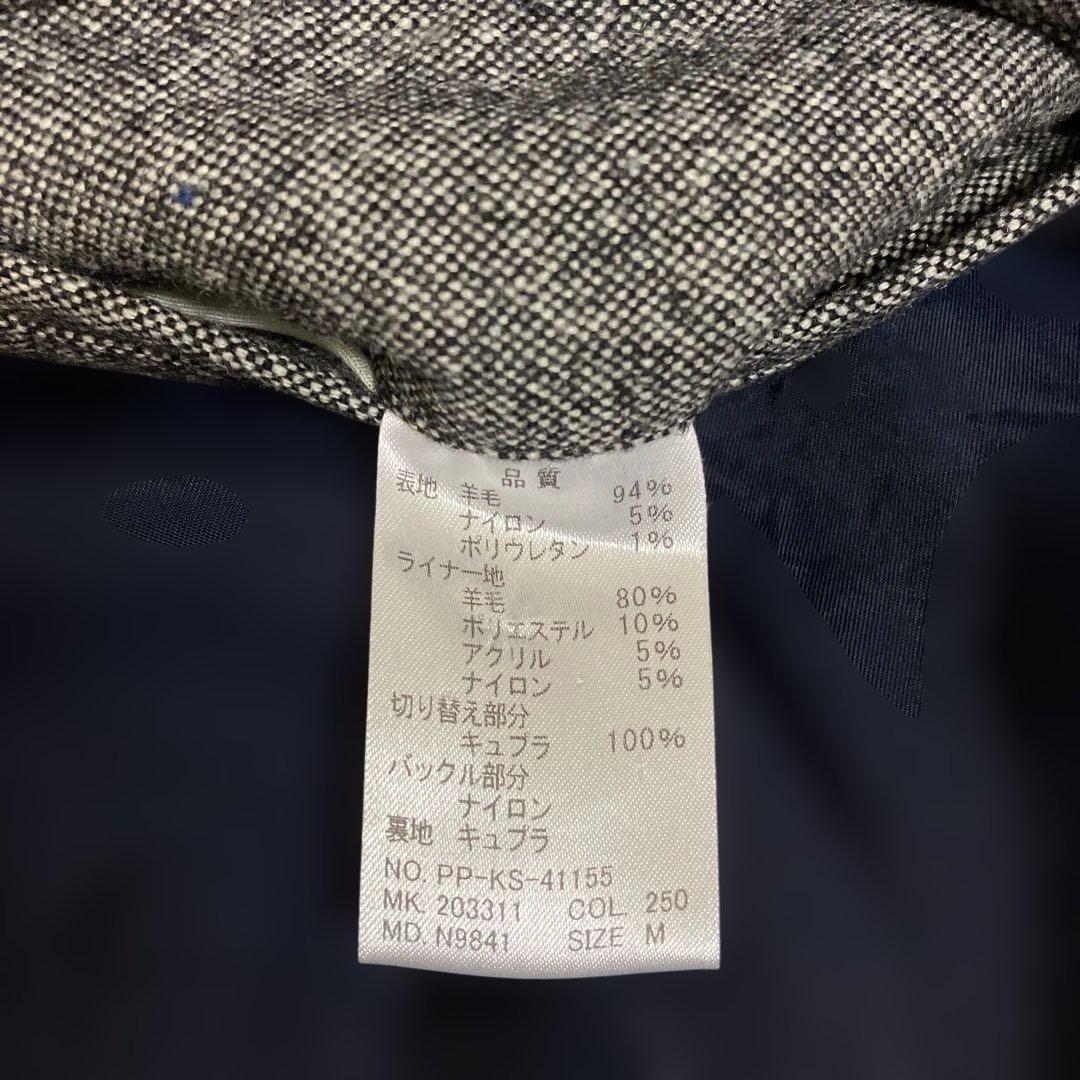 品質
表地 羊毛 94%
ナイロン 5%
ポリウレタン 1%
ライナー地
羊毛 80%
ポリエステル 10%
アクリル 5%
ナイロン 5%
切り替え部分
キュプラ 100%
バックル部分
ナイロン
裏地 キュプラ
NO. PP-KS-41155
MK. 203311 COL. 250
MD. N9841 SIZE M